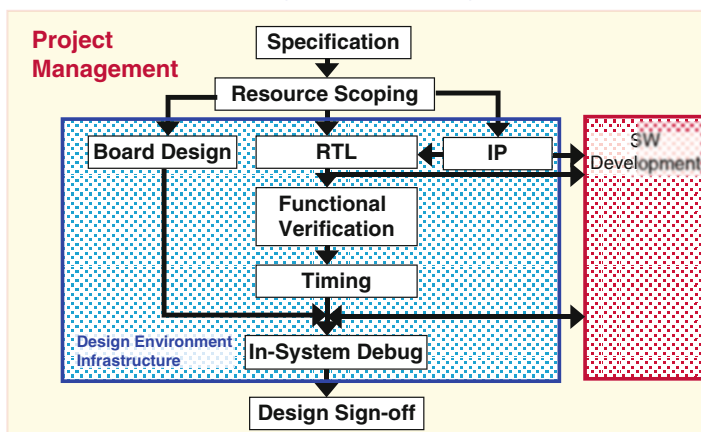 Project
Management
Specification
Resource Scoping
Board Design
RTL
IP
SW
Development
Functional
Verification
Timing
Design Environment
Infrastructure
In-System Debug
Design Sign-off